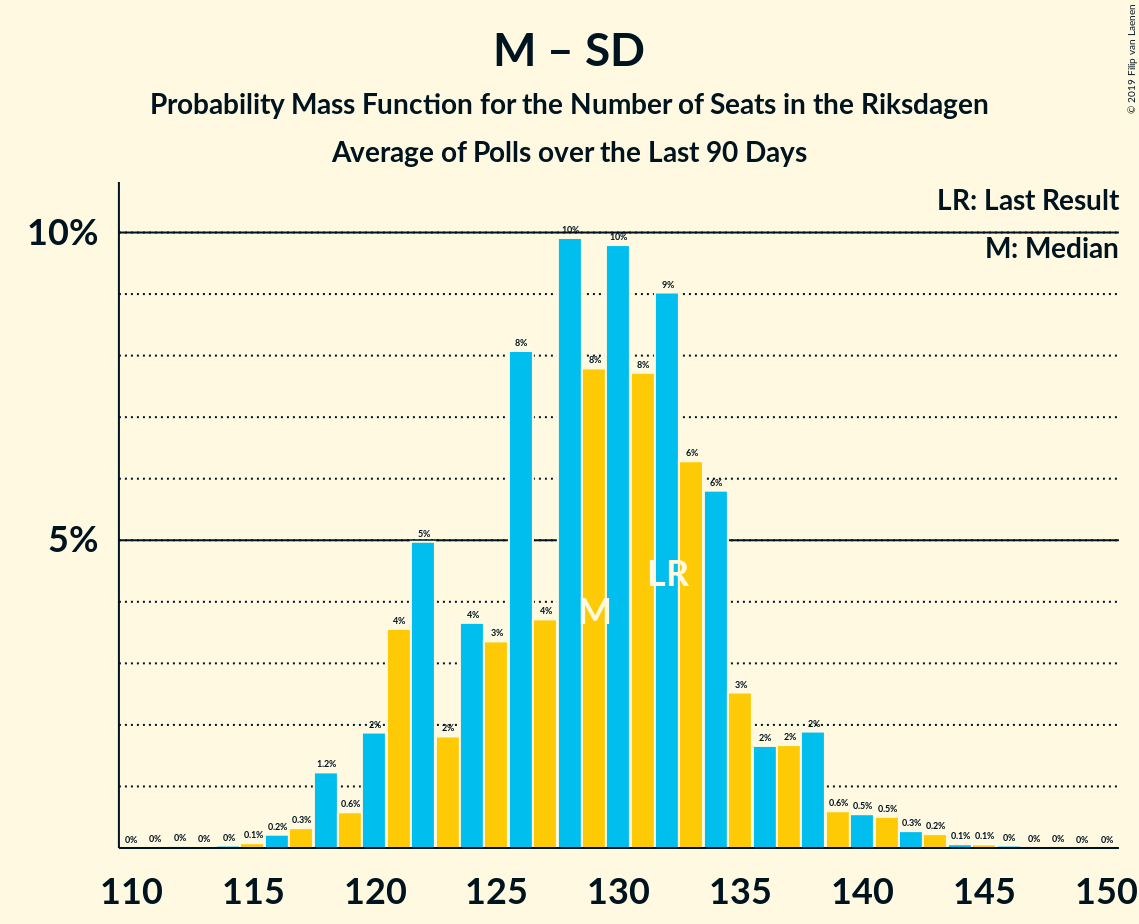 M – SD
Probability Mass Function for the Number of Seats in the Riksdagen
Average of Polls over the Last 90 Days
© 2019 Filip van Laenen
LR: Last Result
M: Median
10%
5%
0% 0% 0% 0% 0% 0.1% 0.2% 0.3% 1.2% 0.6% 2% 4% 5% 2% 4% 3% 8% 4% 10% 8% 10% 8% 9% 6% 6% 3% 2% 2% 2% 0.6% 0.5% 0.5% 0.3% 0.2% 0.1% 0.1% 0% 0% 0% 0% 0%
LR
M
110 115 120 125 130 135 140 145 150